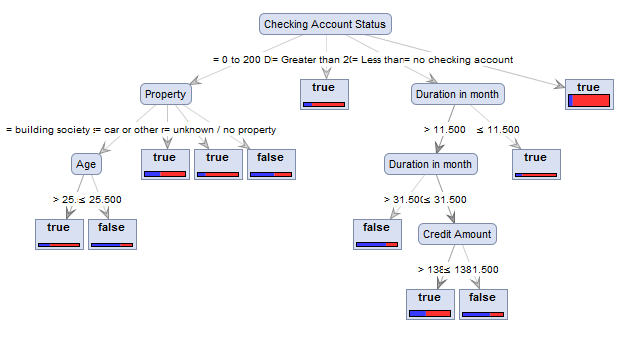 Checking Account Status
= 0 to 200 D= Greater than 20(= Less than= no checking account
Property
true
Duration in month
true
= building society := car or other r= unknown / no property
> 11.500 ≤ 11.500
Age
true
true
false
Duration in month
true
> 25.≤ 25.500
> 31.50(≤ 31.500
true
false
false
Credit Amount
> 138≤ 1381.500
true
false